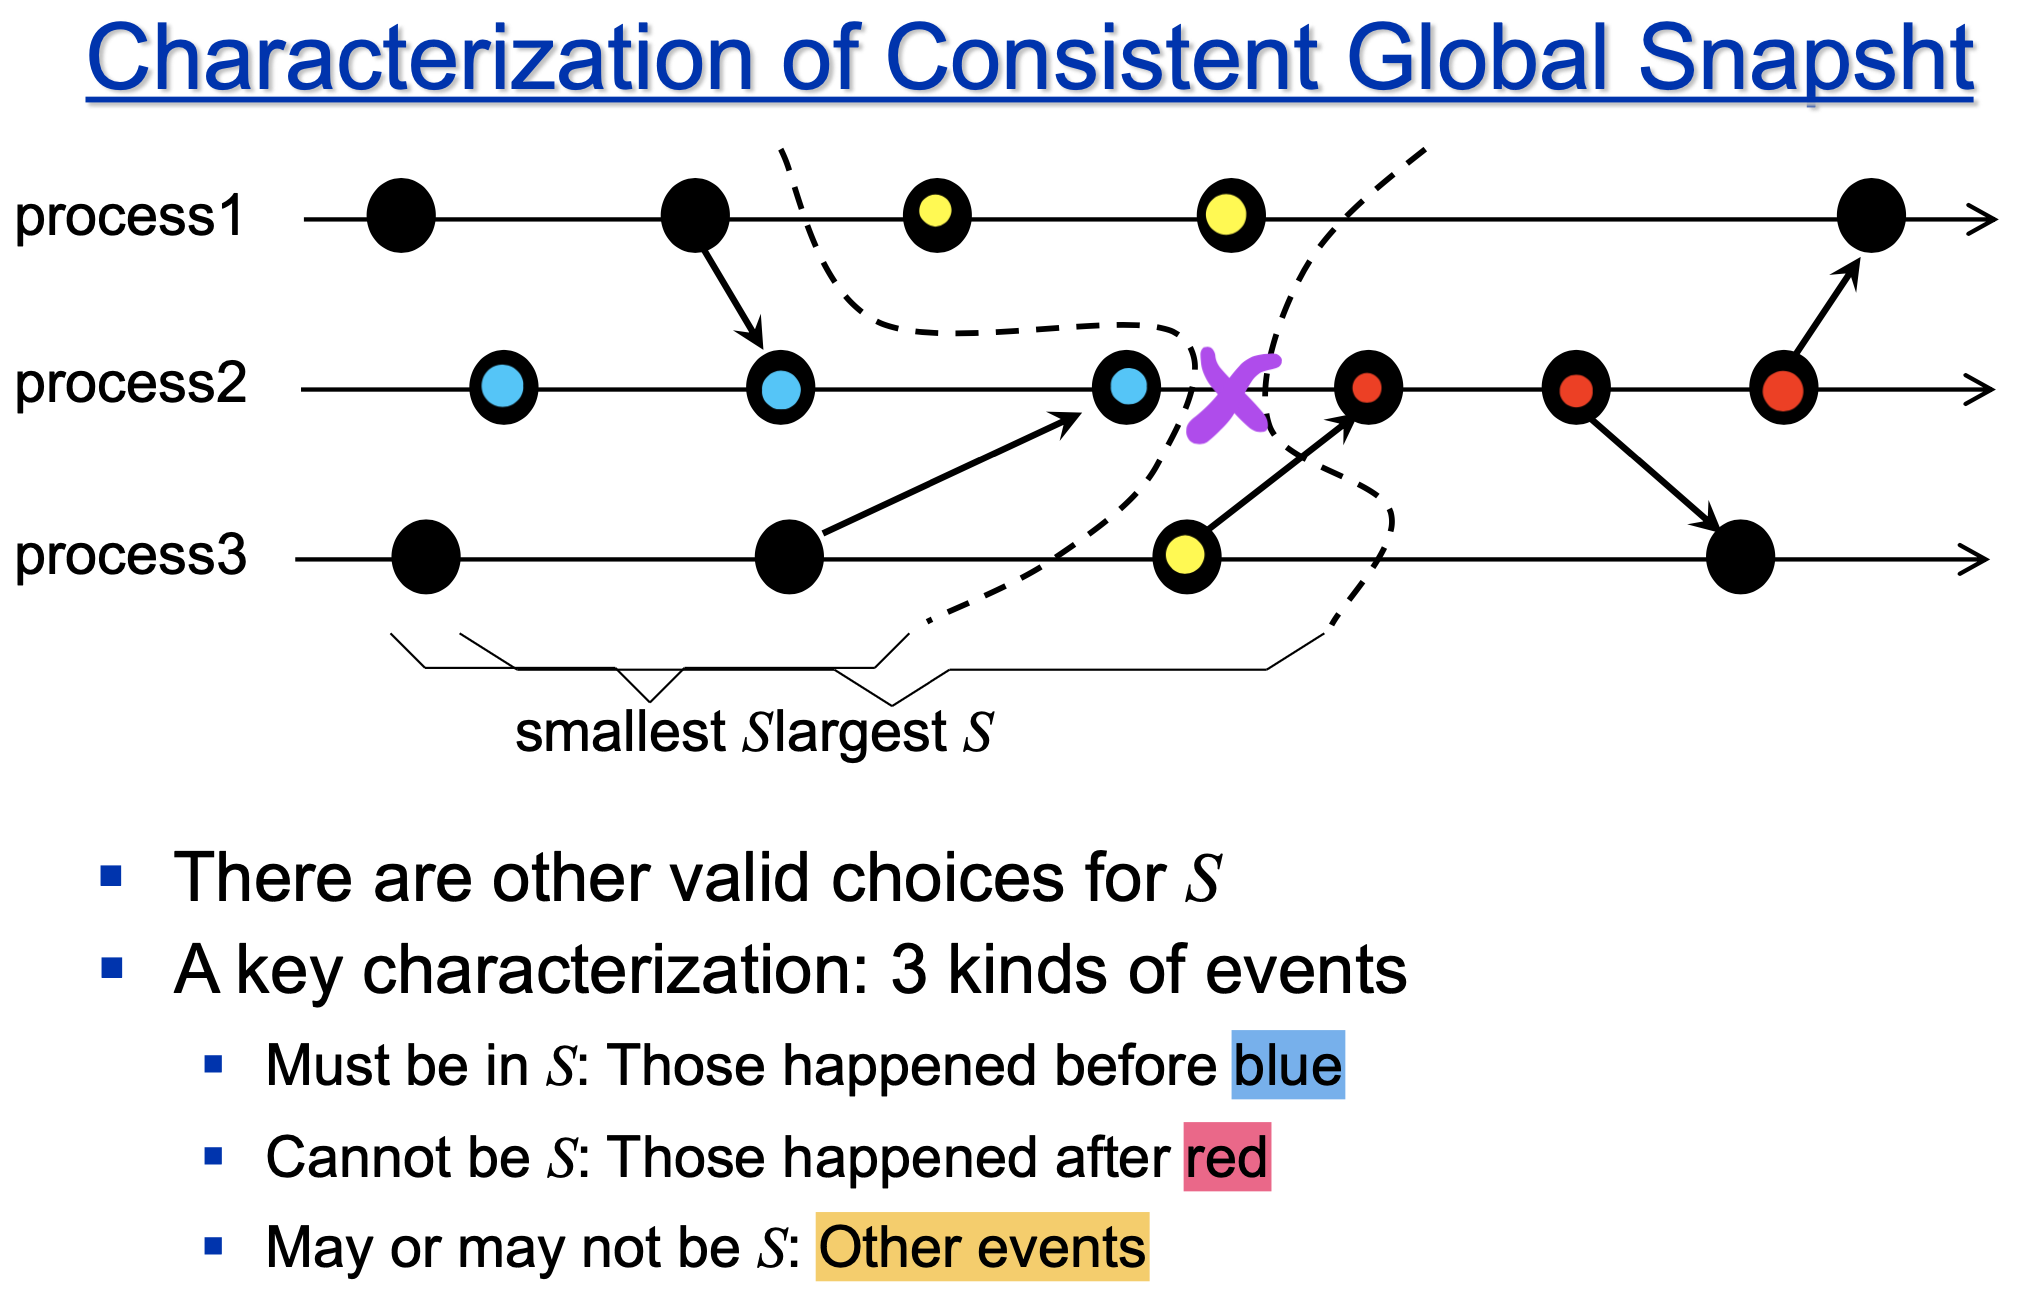 Characterization of Consistent Global Snapsht
process1
process2
process3
smallest S largest S
There are other valid choices for S
A key characterization: 3 kinds of events
Must be in S: Those happened before blue
Cannot be S: Those happened after red
May or may not be S: Other events